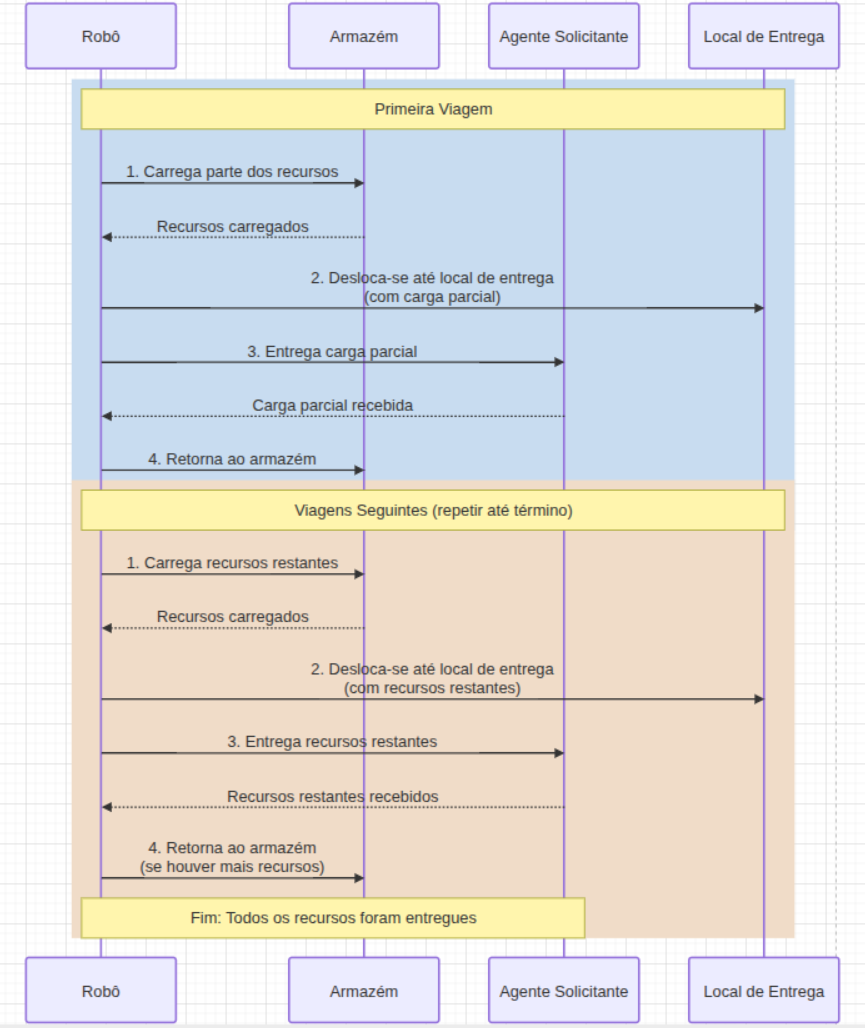 Robô
Armazém
Agente Solicitante
Local de Entrega
Primeira Viagem
1. Carrega parte dos recursos
Recursos carregados
2. Desloca-se até local de entrega
(com carga parcial)
3. Entrega carga parcial
Carga parcial recebida
4. Retorna ao armazém
Viagens Seguintes (repetir até término)
1. Carrega recursos restantes
Recursos carregados
2. Desloca-se até local de entrega
(com recursos restantes)
3. Entrega recursos restantes
Recursos restantes recebidos
4. Retorna ao armazém
(se houver mais recursos)
Fim: Todos os recursos foram entregues
Robô
Armazém
Agente Solicitante
Local de Entrega